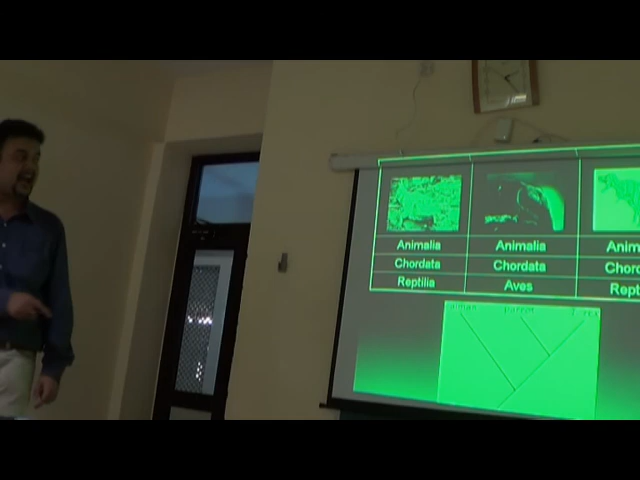 Animalia Animalia Anim
Chordata Chordata Chord
Reptilia Aves Rept
parrot